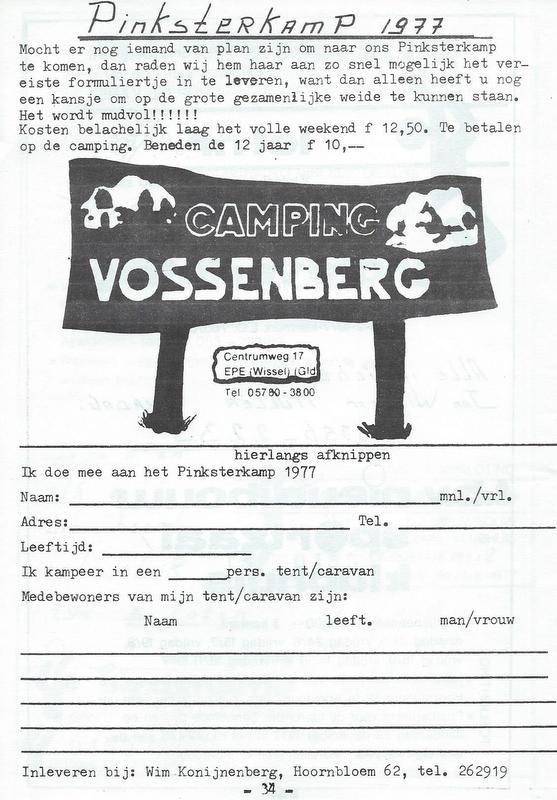 Pinksterkamp 1977
Mocht er nog iemand van plan zijn om naar ons Pinksterkamp
te komen, dan raden wij hem haar aan zo snel mogelijk het ver-
eiste formuliertje in te leveren, want dan alleen heeft u nog
een kansje om op de grote gezamenlijke weide te kunnen staan.
Het wordt mudvol!!!!!!
Kosten belachelijk laag het volle weekend f 12,50. Te betalen
op de camping. Beneden de 12 jaar f 10,--
CAMPING
VOSSENBERG
Centrumweg 17
EPE (Wissel) (Gld
Tel. 05780-3800
hierlangs afknippen
Ik doe mee aan het Pinksterkamp 1977
Naam: mnl./vrl.
Adres: Tel.
Leeftijd:
Ik kampeer in een pers. tent/caravan
Medebewoners van mijn tent/caravan zijn:
Naam leeft. man/vrouw
Inleveren bij: Wim Konijnenberg, Hoornbloem 62, tel. 262919
- 34 -